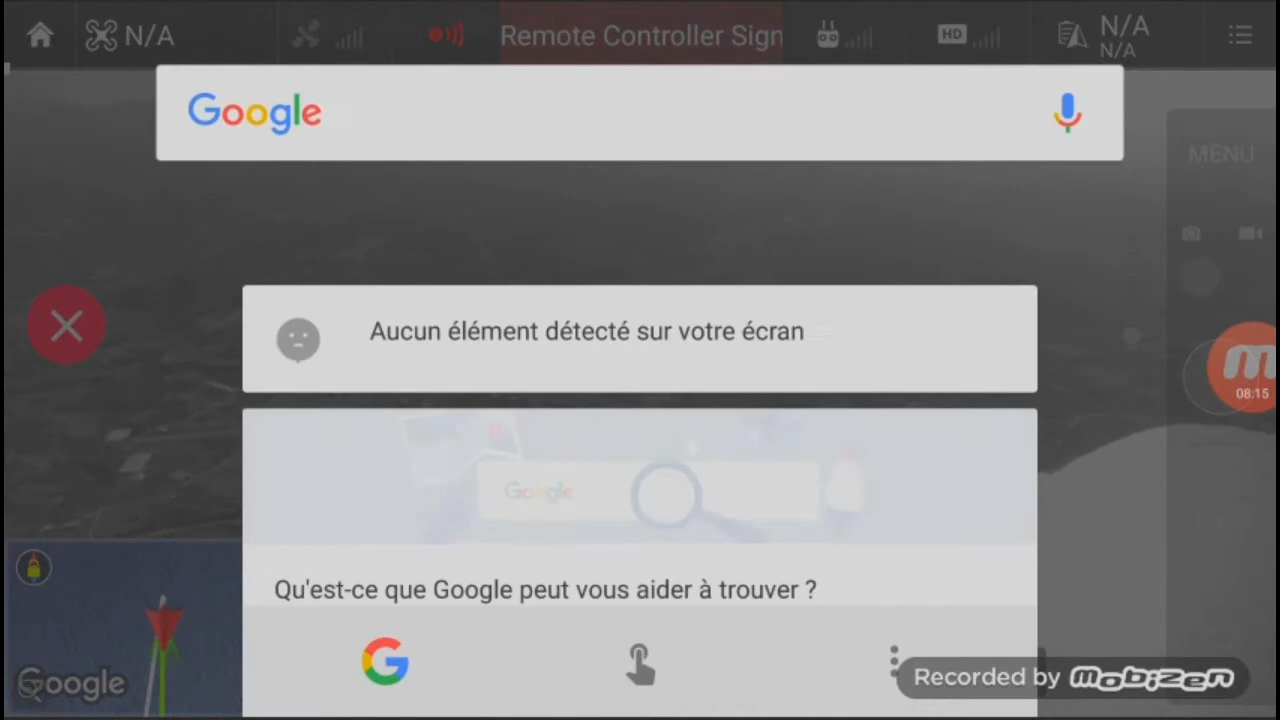 N/A
Remote Controller Sign
HD
N/A
N/A
Google
MENU
Aucun élément détecté sur votre écran
08:15
Google
Qu'est-ce que Google peut vous aider à trouver ?
Google
Recorded by Mobizen